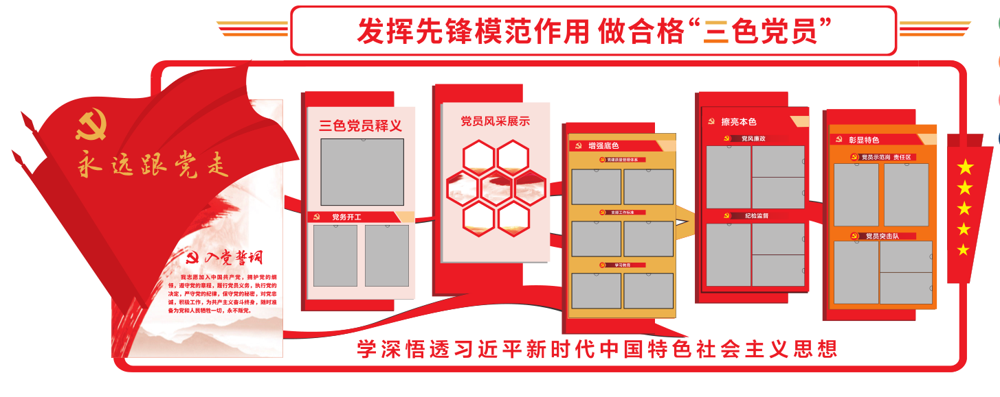 发挥先锋模范作用 做合格“三色党员”
永远跟党走
入党誓词
我志愿加入中国共产党，拥护党的纲
领，遵守党的章程，履行党员义务，执行党的
决定，严守党的纪律，保守党的秘密，对党忠
诚，积极工作，为共产主义奋斗终身，随时准
备为党和人民牺牲一切，永不叛党。
三色党员释义
党务开工
党员风采展示
增强底色
党建质量管理体系
支部工作标准
学习教育
擦亮本色
党风廉政
纪检监督
彰显特色
党员示范岗 责任区
党员突击队
学深悟透习近平新时代中国特色社会主义思想